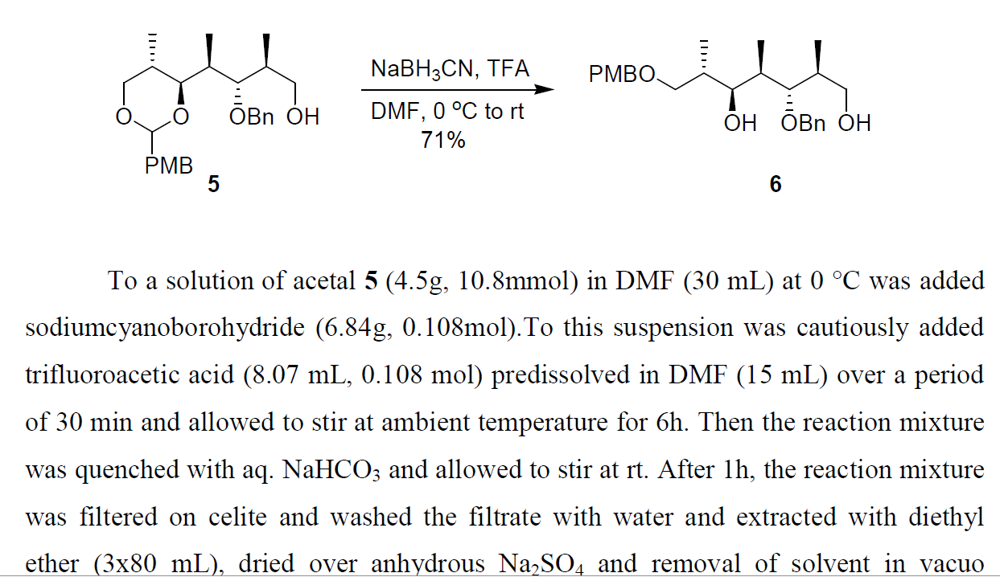 NaBH3CN, TFA
DMF, 0 ºC to rt
71%
O
O
OBn
OH
PMB
5
PMBO
OH
OBn
OH
6
To a solution of acetal 5 (4.5g, 10.8mmol) in DMF (30 mL) at 0 °C was added
sodiumcyanoborohydride (6.84g, 0.108mol).To this suspension was cautiously added
trifluoroacetic acid (8.07 mL, 0.108 mol) predissolved in DMF (15 mL) over a period
of 30 min and allowed to stir at ambient temperature for 6h. Then the reaction mixture
was quenched with aq. NaHCO3 and allowed to stir at rt. After 1h, the reaction mixture
was filtered on celite and washed the filtrate with water and extracted with diethyl
ether (3x80 mL), dried over anhydrous Na2SO4 and removal of solvent in vacuo